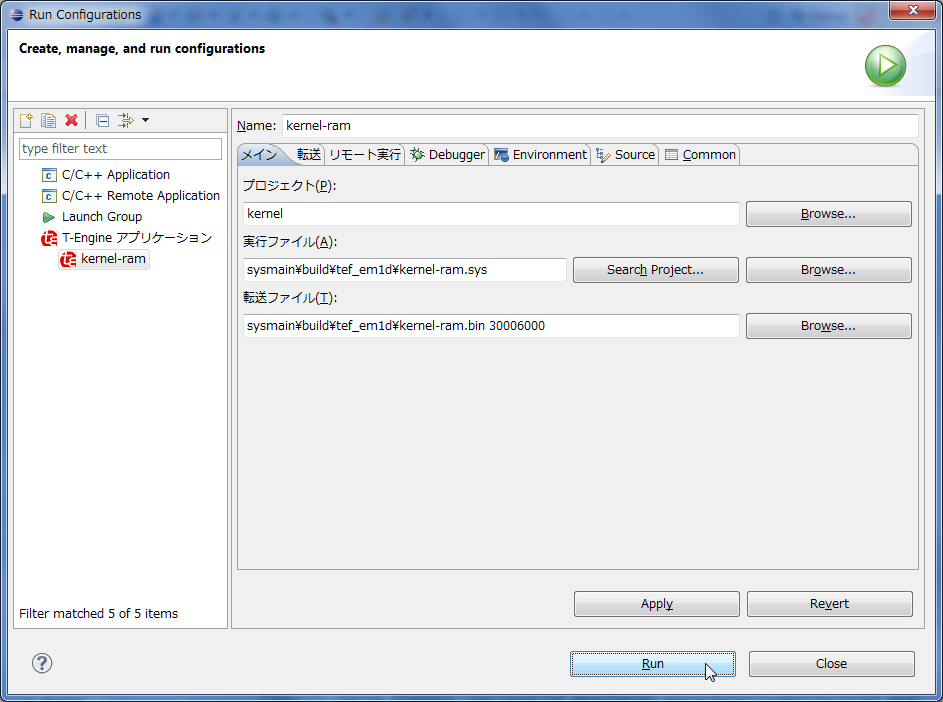 Run Configurations
Create, manage, and run configurations
type filter text
C/C++ Application
C/C++ Remote Application
Launch Group
T-Engine アプリケーション
kernel-ram
Filter matched 5 of 5 items
Name: kernel-ram
メイン 転送 リモート実行 Debugger Environment Source Common
プロジェクト(P):
kernel Browse...
実行ファイル(A):
sysmain¥build¥tef_em1d¥kernel-ram.sys Search Project... Browse...
転送ファイル(T):
sysmain¥build¥tef_em1d¥kernel-ram.bin 30006000 Browse...
Apply Revert
Run Close